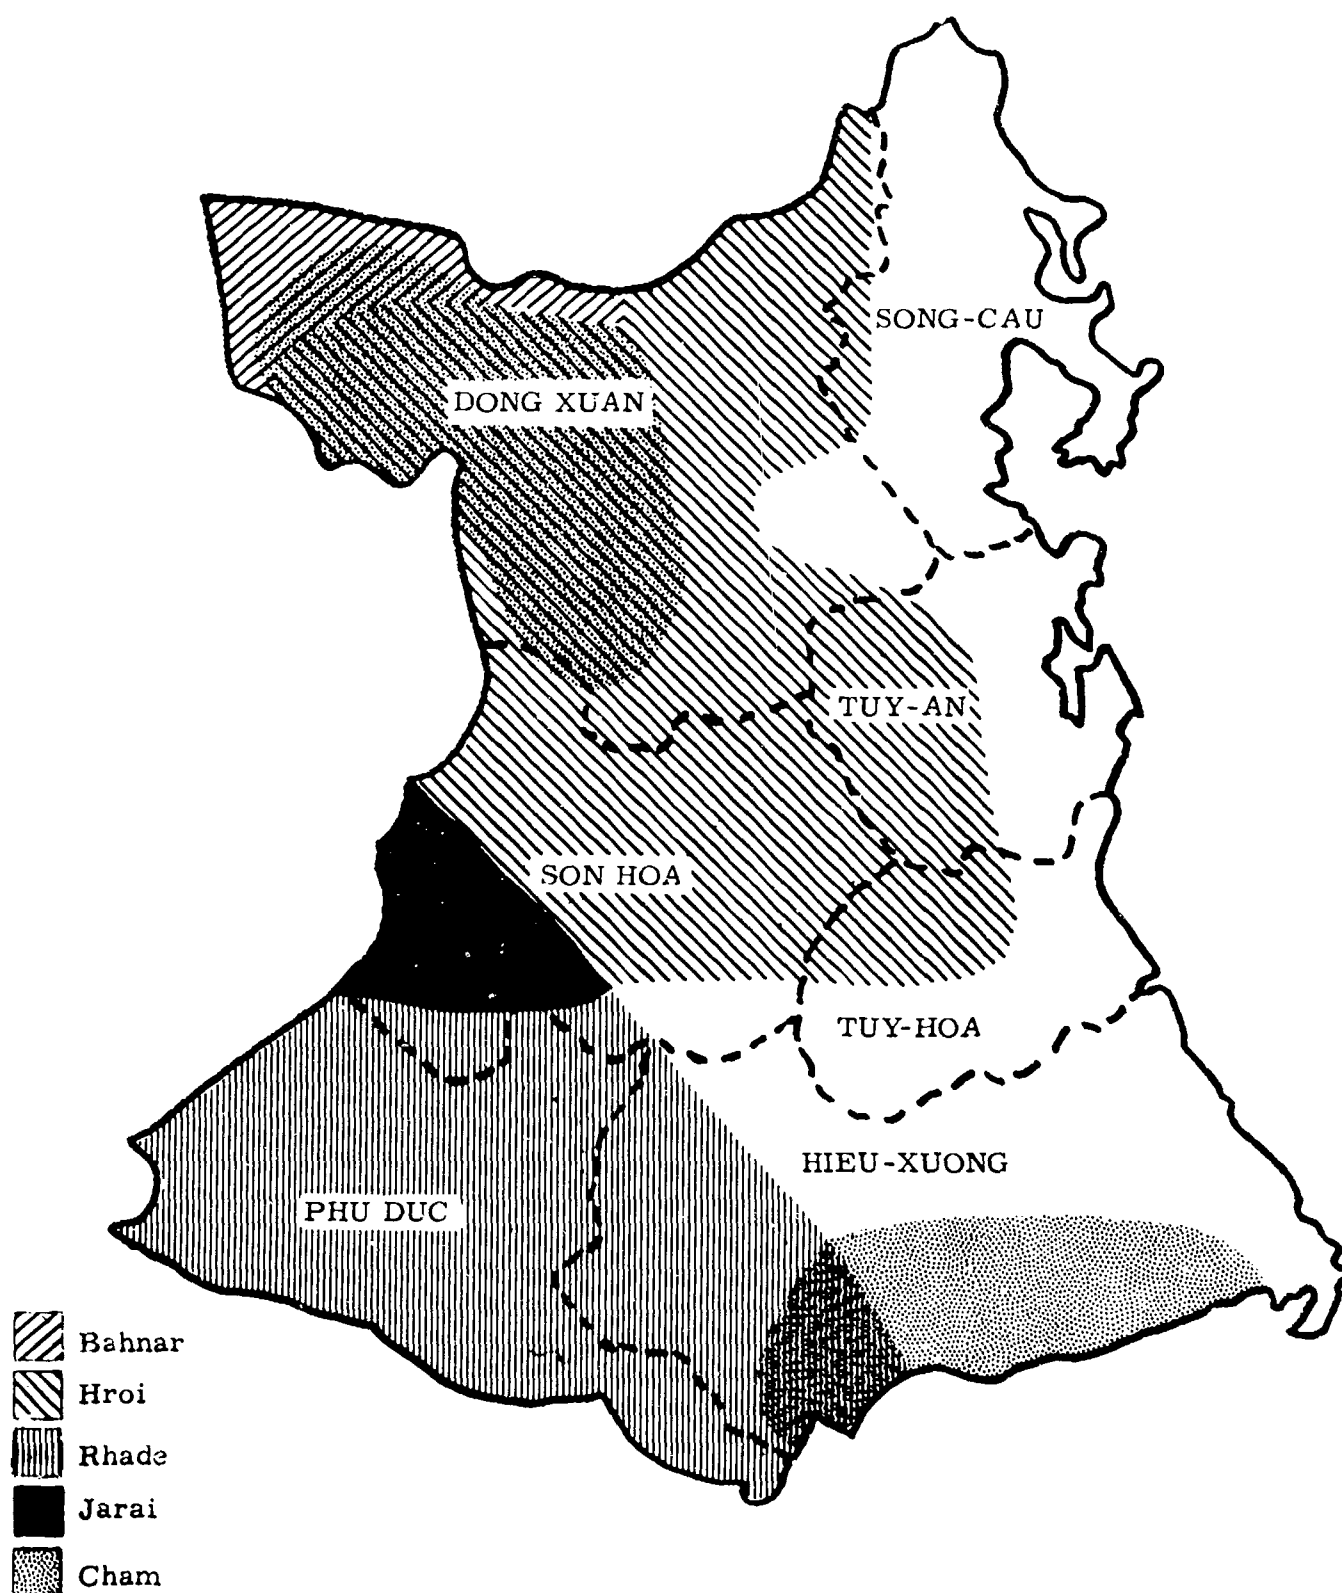 SONG-CAU
DONG XUAN
TUY-AN
SON HOA
TUY-HOA
HIEU-XUONG
PHU DUC
Bahnar
Hroi
Rhade
Jarai
Cham